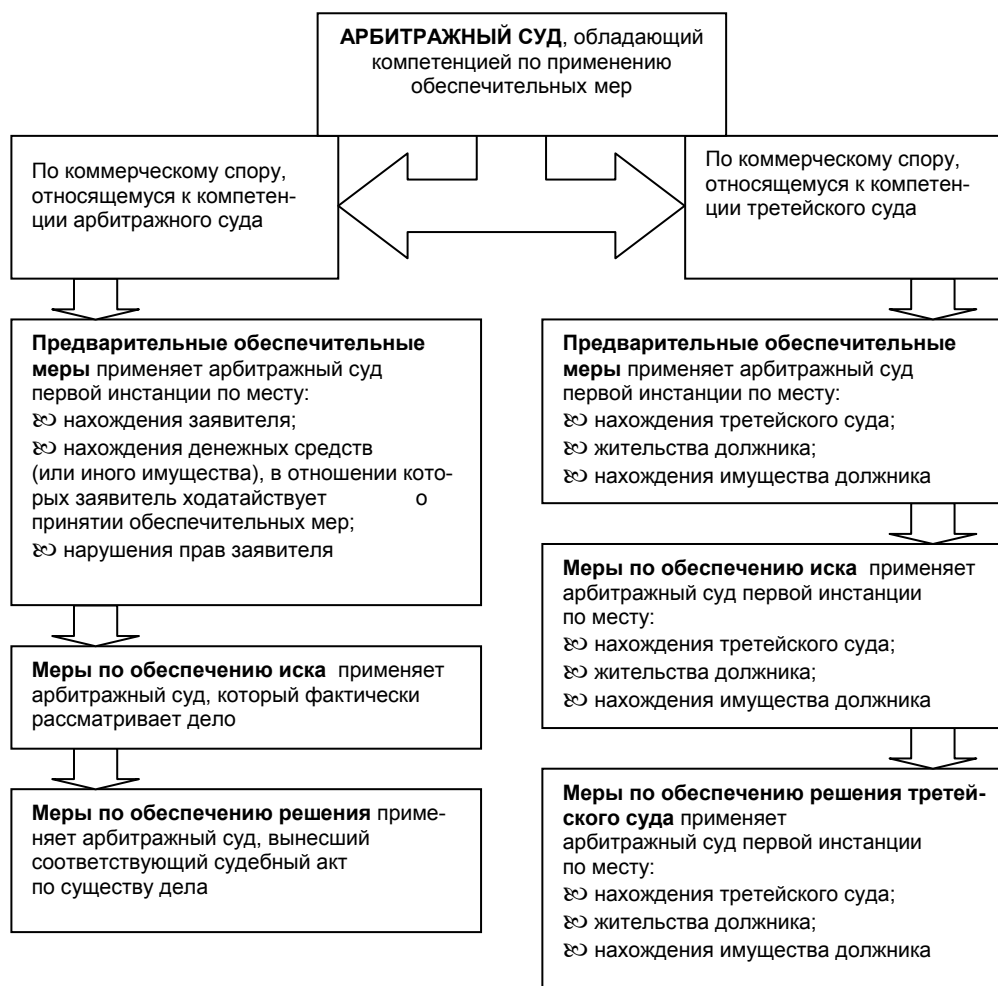 АРБИТРАЖНЫЙ СУД, обладающий
компетенцией по применению
обеспечительных мер
По коммерческому спору,
относящемуся к компетен-
ции арбитражного суда
По коммерческому спору,
относящемуся к компетен-
ции третейского суда
Предварительные обеспечительные
меры применяет арбитражный суд
первой инстанции по месту:
нахождения заявителя;
нахождения денежных средств
(или иного имущества), в отношении кото-
рых заявитель ходатайствует о
принятии обеспечительных мер;
нарушения прав заявителя
Меры по обеспечению иска применяет
арбитражный суд, который фактически
рассматривает дело
Меры по обеспечению решения приме-
няет арбитражный суд, вынесший
соответствующий судебный акт
по существу дела
Предварительные обеспечительные
меры применяет арбитражный суд
первой инстанции по месту:
нахождения третейского суда;
жительства должника;
нахождения имущества должника
Меры по обеспечению иска применяет
арбитражный суд первой инстанции
по месту:
нахождения третейского суда;
жительства должника;
нахождения имущества должника
Меры по обеспечению решения третей-
ского суда применяет
арбитражный суд первой инстанции
по месту:
нахождения третейского суда;
жительства должника;
нахождения имущества должника